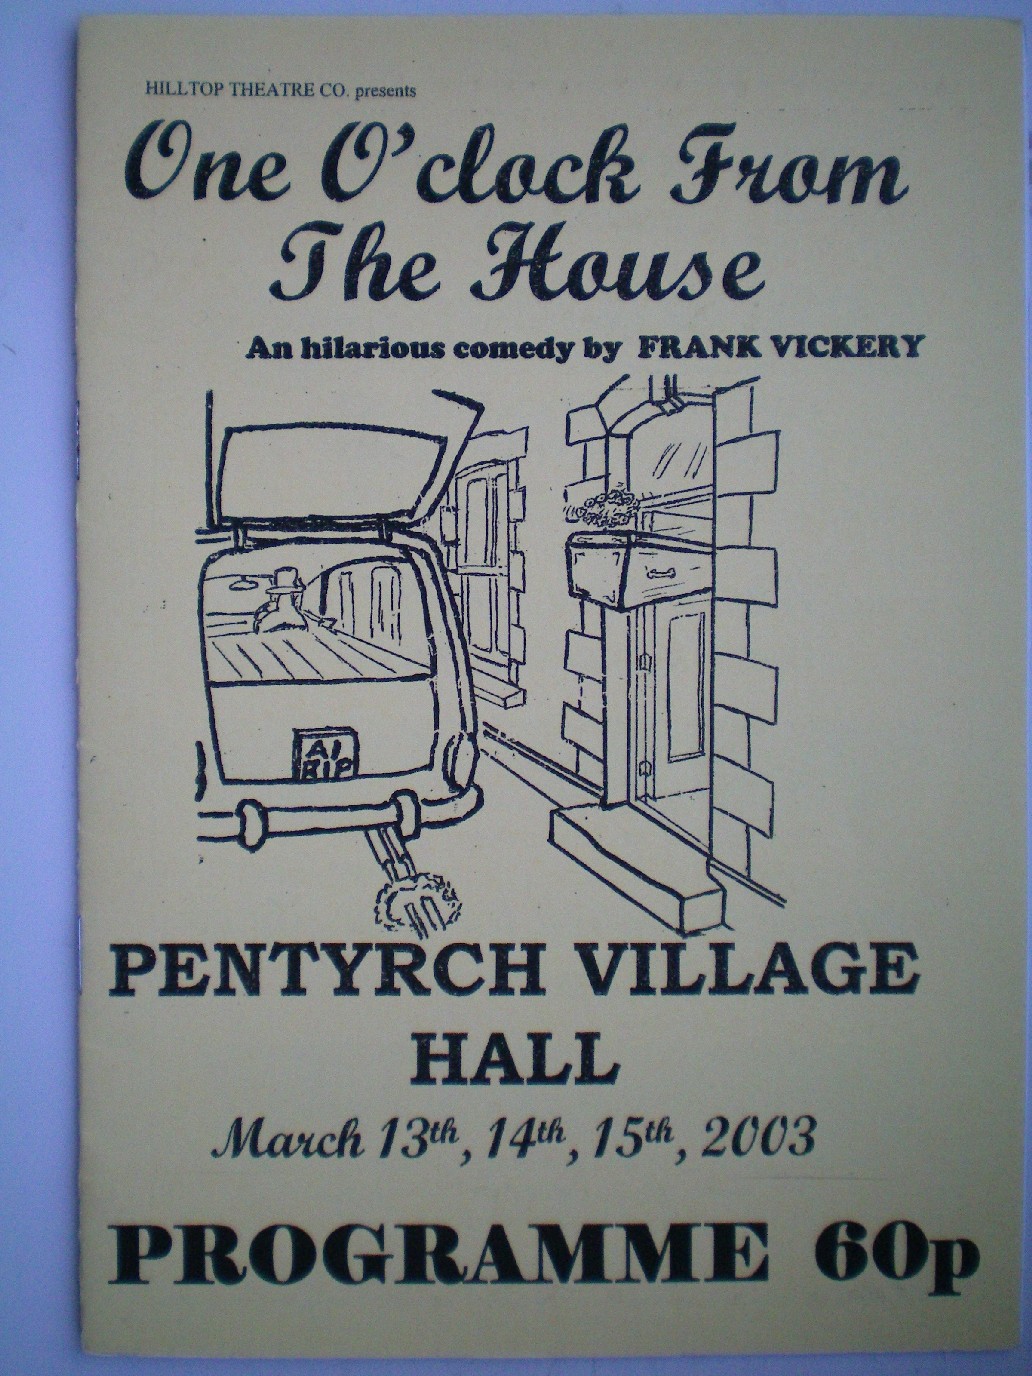 HILLTOP THEATRE CO. presents
One O'clock From
The House
An hilarious comedy by FRANK VICKERY
A1
RIP
PENTYRCH VILLAGE
HALL
March 13th, 14th, 15th, 2003
PROGRAMME 60p